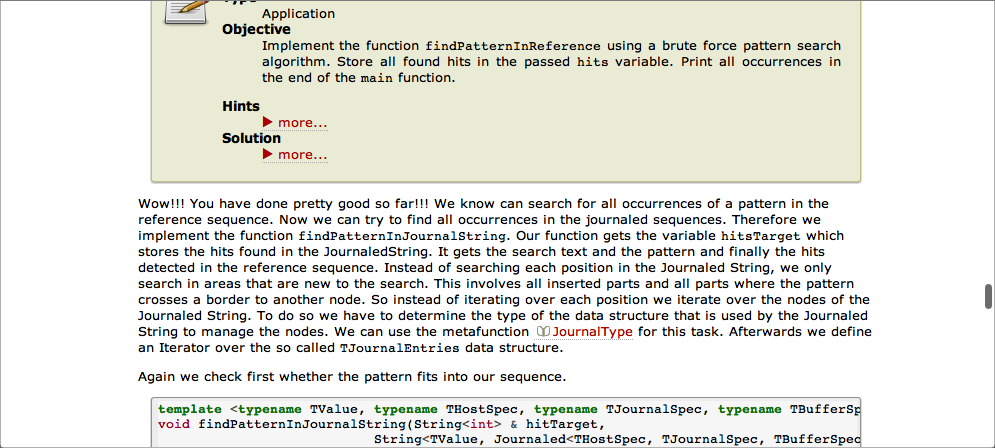 Application
Objective
Implement the function findPatternInReference using a brute force pattern search
algorithm. Store all found hits in the passed hits variable. Print all occurrences in
the end of the main function.
Hints
▶ more...
Solution
▶ more...
Wow!!! You have done pretty good so far!!! We know can search for all occurrences of a pattern in the
reference sequence. Now we can try to find all occurrences in the journaled sequences. Therefore we
implement the function findPatternInJournalString. Our function gets the variable hitsTarget which
stores the hits found in the JournaledString. It gets the search text and the pattern and finally the hits
detected in the reference sequence. Instead of searching each position in the Journaled String, we only
search in areas that are new to the search. This involves all inserted parts and all parts where the pattern
crosses a border to another node. So instead of iterating over each position we iterate over the nodes of the
Journaled String. To do so we have to determine the type of the data structure that is used by the Journaled
String to manage the nodes. We can use the metafunction JournalType for this task. Afterwards we define
an Iterator over the so called TJournalEntries data structure.
Again we check first whether the pattern fits into our sequence.
template <typename TValue, typename THostSpec, typename TJournalSpec, typename TBufferSp
void findPatternInJournalString(String<int> & hitTarget,
String<TValue, Journaled<THostSpec, TJournalSpec, TBufferSpec